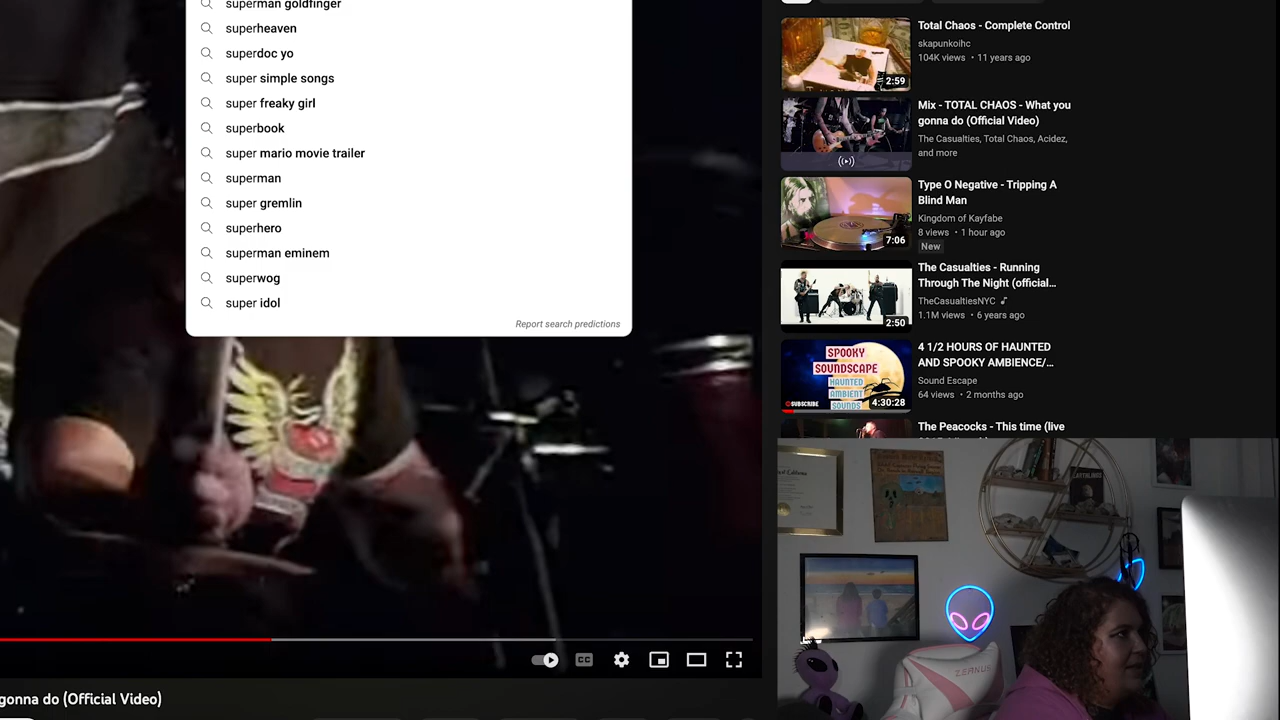 superman goldfinger
superheaven
superdoc yo
super simple songs
super freaky girl
superbook
super mario movie trailer
superman
super gremlin
superhero
superman eminem
superwog
super idol
Report search predictions
gonna do (Official Video)
Total Chaos - Complete Control
skapunkoihc
104K views • 11 years ago
2:59
Mix - TOTAL CHAOS - What you
gonna do (Official Video)
The Casualties, Total Chaos, Acidez,
and more
Type O Negative - Tripping A
Blind Man
Kingdom of Kayfabe
8 views • 1 hour ago
New
7:06
The Casualties - Running
Through The Night (official...
TheCasualtiesNYC
1.1M views • 6 years ago
2:50
4 1/2 HOURS OF HAUNTED
AND SPOOKY AMBIENCE/...
Sound Escape
64 views • 2 months ago
SPOOKY
SOUNDSCAPE
HAUNTED
AMBIENT
SOUNDS
SUBSCRIBE
4:30:28
The Peacocks - This time (live